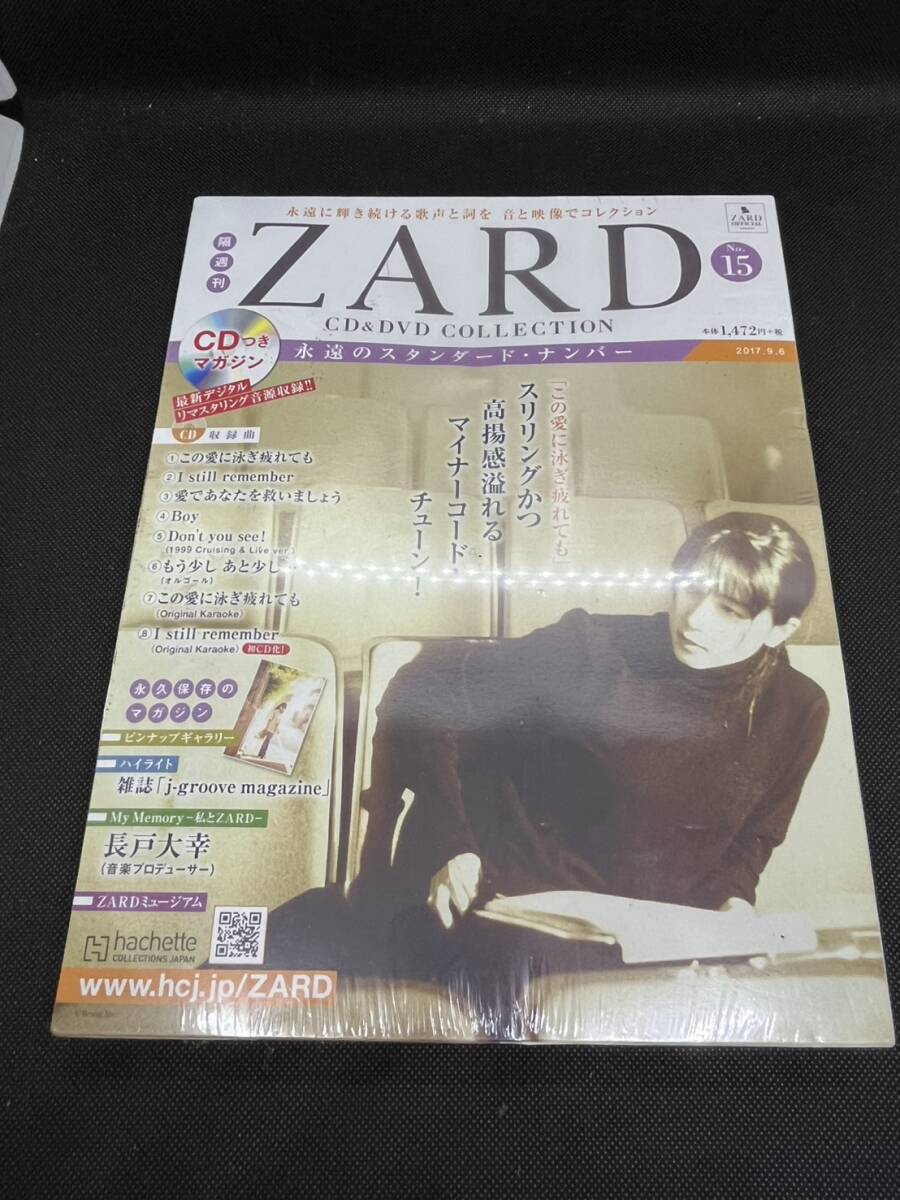 永遠に輝き続ける歌声と詞を 音と映像でコレクション
隔週刊
ZARD
ZARD
OFFICIAL
No.
15
CD&DVD COLLECTION
本体1,472円+税
永遠のスタンダード・ナンバー
2017.9.6
CDつき
マガジン
最新デジタル
リマスタリング音源収録!!
CD 収録曲
①この愛に泳ぎ疲れても
②I still remember
③愛であなたを救いましょう
④Boy
⑤Don't you see!
(1999 Cruising & Live ver.)
⑥もう少し あと少し…
(オルゴール)
⑦この愛に泳ぎ疲れても
(Original Karaoke)
⑧I still remember
(Original Karaoke) 初CD化!
「この愛に泳ぎ疲れても」
スリリングかつ
高揚感溢れる
マイナーコード
チューン!
永久保存の
マガジン
ピンナップギャラリー
ハイライト
雑誌「j-groove magazine」
My Memory-私とZARD-
長戸大幸
(音楽プロデューサー)
ZARDミュージアム
hachette
COLLECTIONS JAPAN
www.hcj.jp/ZARD